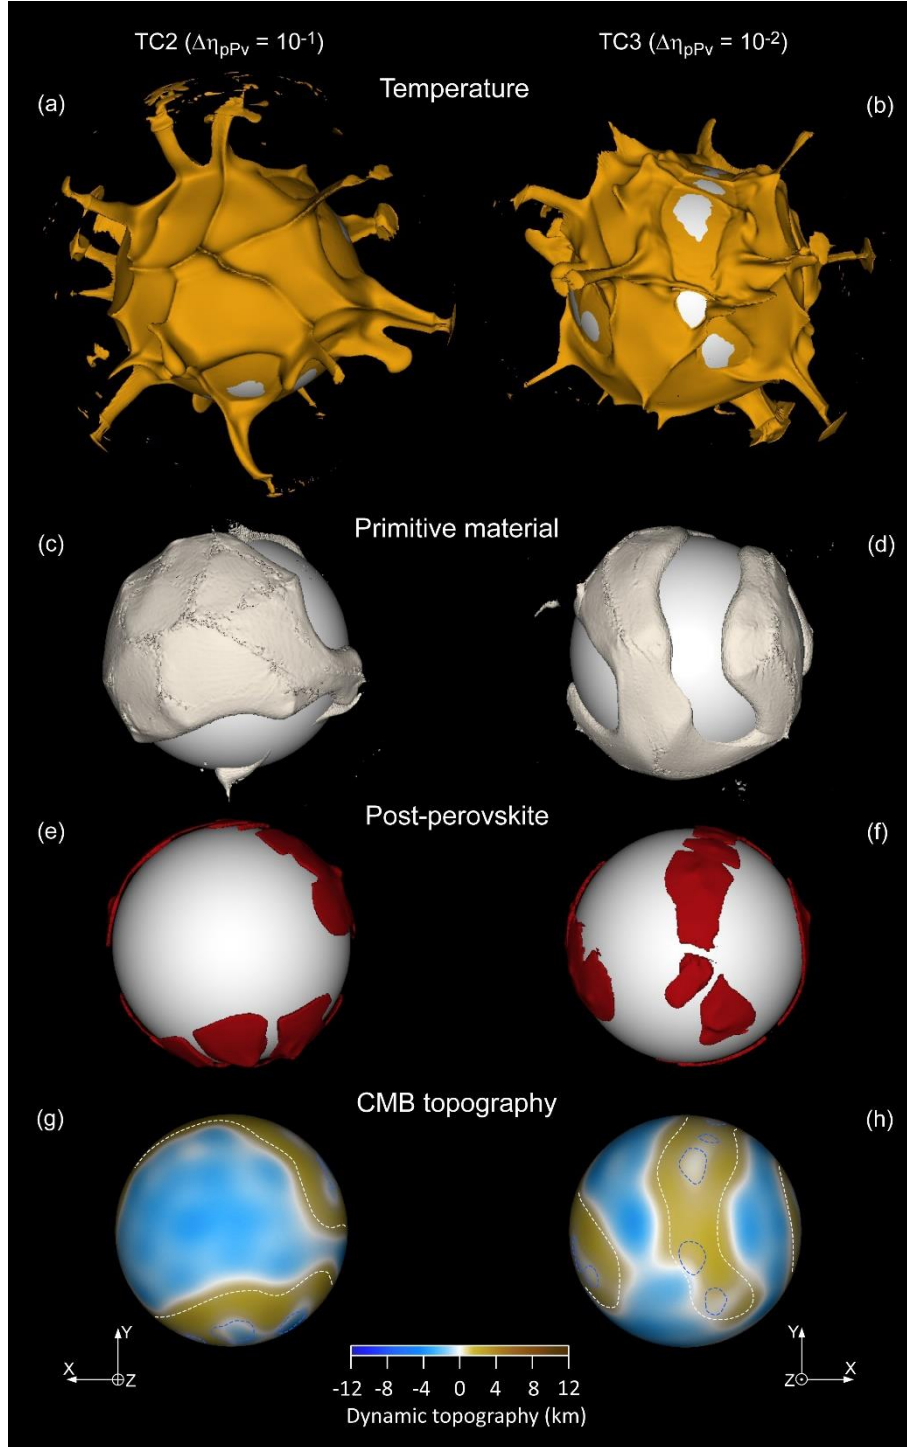 TC2 (Δη_pPv = 10⁻¹)
TC3 (Δη_pPv = 10⁻²)
Temperature
(a)
(b)
Primitive material
(c)
(d)
Post-perovskite
(e)
(f)
CMB topography
(g)
(h)
Y
X
Z
Y
Z
X
-12 -8 -4 0 4 8 12
Dynamic topography (km)